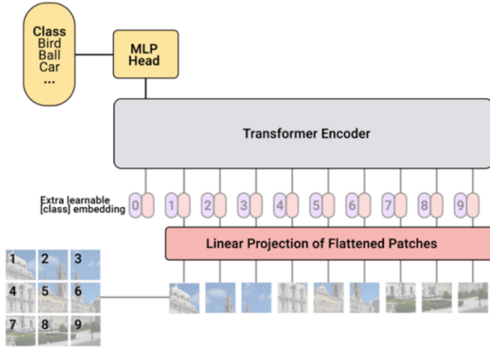 Class
Bird
Ball
Car
...
MLP
Head
Transformer Encoder
Extra learnable
[class] embedding
0 1 2 3 4 5 6 7 8 9
Linear Projection of Flattened Patches
1 2 3
4 5 6
7 8 9